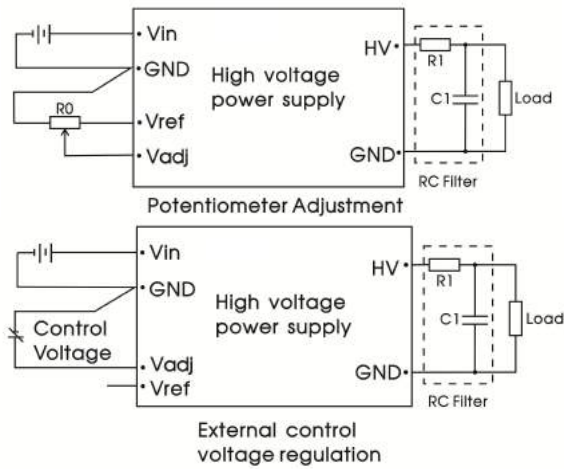 Vin
GND
R0
Vref
Vadj
High voltage
power supply
HV
R1
C1
Load
GND
RC Filter
Potentiometer Adjustment
Vin
GND
Control
Voltage
Vadj
Vref
High voltage
power supply
HV
R1
C1
Load
GND
RC Filter
External control
voltage regulation